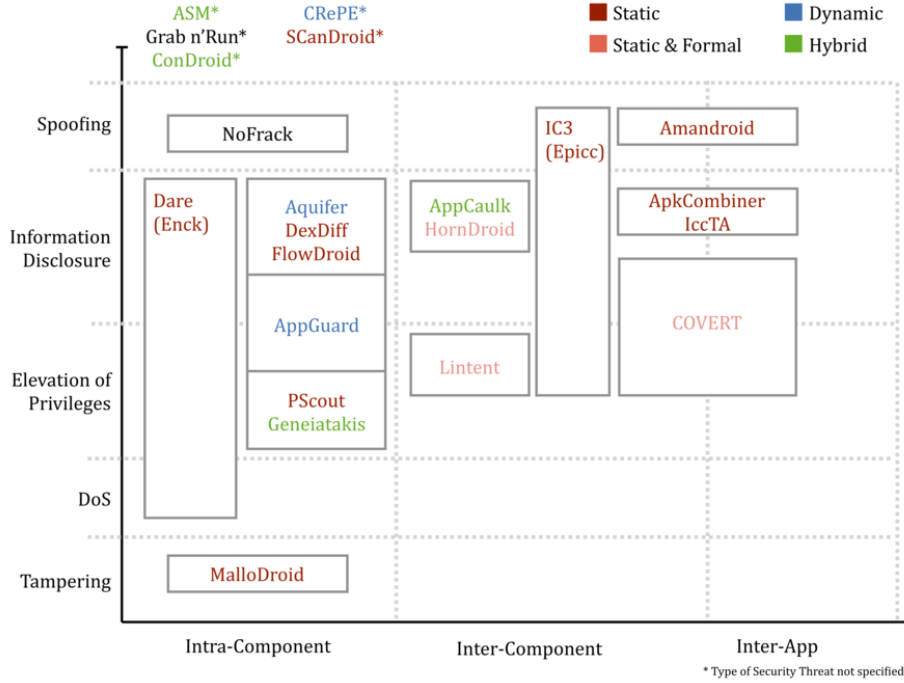 ASM*
CRePE*
Static
Dynamic
Grab n'Run*
SCanDroid*
Static & Formal
Hybrid
ConDroid*
Spoofing
NoFrack
IC3
(Epicc)
Amandroid
Information
Disclosure
Dare
(Enck)
Aquifer
DexDiff
FlowDroid
AppCaulk
HornDroid
ApkCombiner
IccTA
AppGuard
COVERT
Elevation of
Privileges
Lintent
PScout
Geneiatakis
DoS
Tampering
MalloDroid
Intra-Component
Inter-Component
Inter-App
* Type of Security Threat not specified